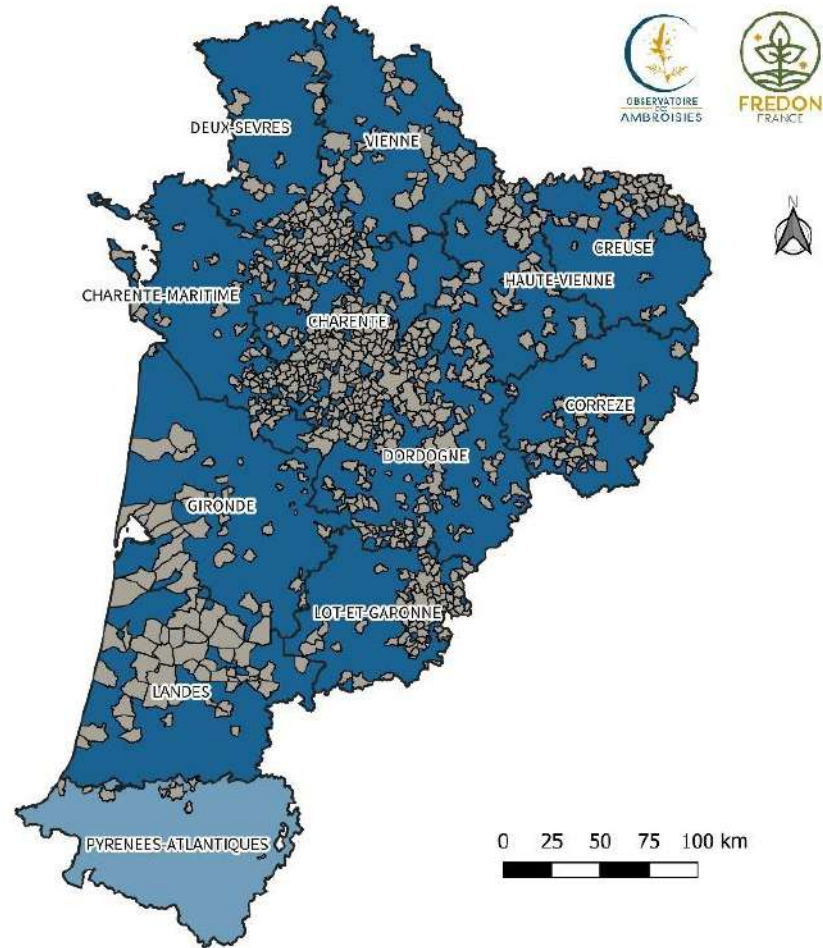 OBSERVATOIRE
DES
AMBROISIES
FREDON
FRANCE
N
DEUX-SEVRES
VIENNE
CREUSE
HAUTE-VIENNE
CHARENTE-MARITIME
CHARENTE
CORREZE
DORDOGNE
GIRONDE
LOT-ET-GARONNE
LANDES
PYRENEES-ATLANTIQUES
0 25 50 75 100 km